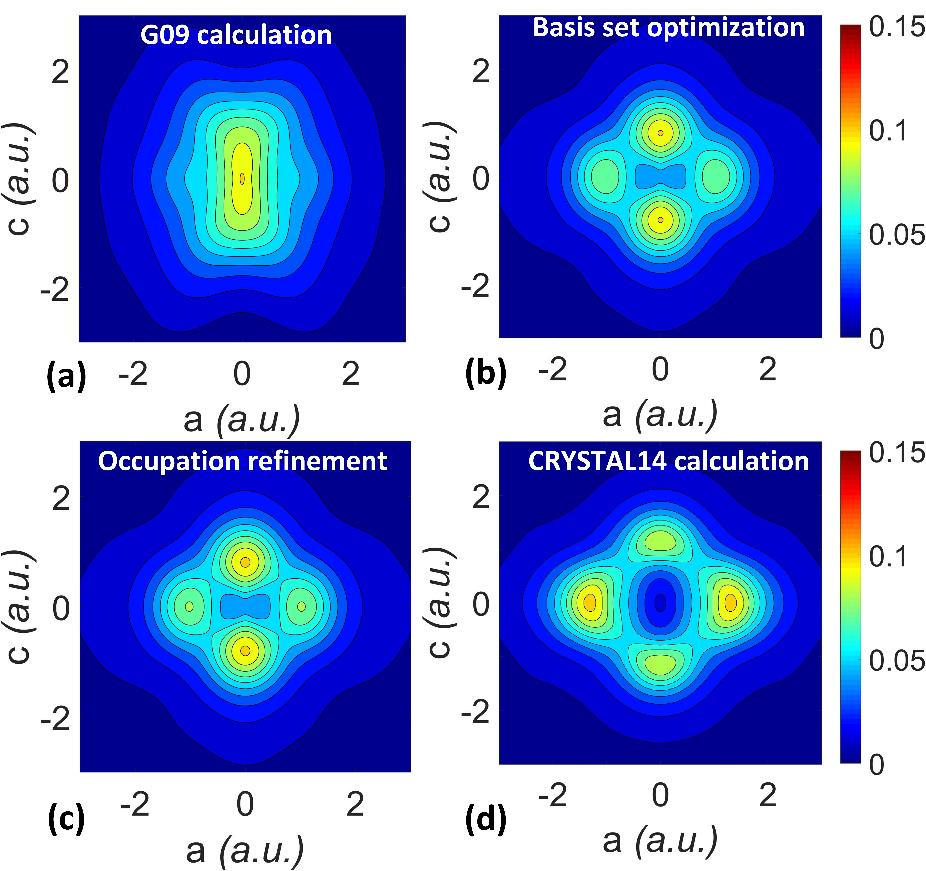 G09 calculation
2
0
-2
c (a.u.)
(a)
-2 0 2
a (a.u.)
Basis set optimization
2
0
-2
c (a.u.)
(b)
-2 0 2
a (a.u.)
0.15
0.1
0.05
0
Occupation refinement
2
0
-2
c (a.u.)
(c)
-2 0 2
a (a.u.)
CRYSTAL14 calculation
2
0
-2
c (a.u.)
(d)
-2 0 2
a (a.u.)
0.15
0.1
0.05
0